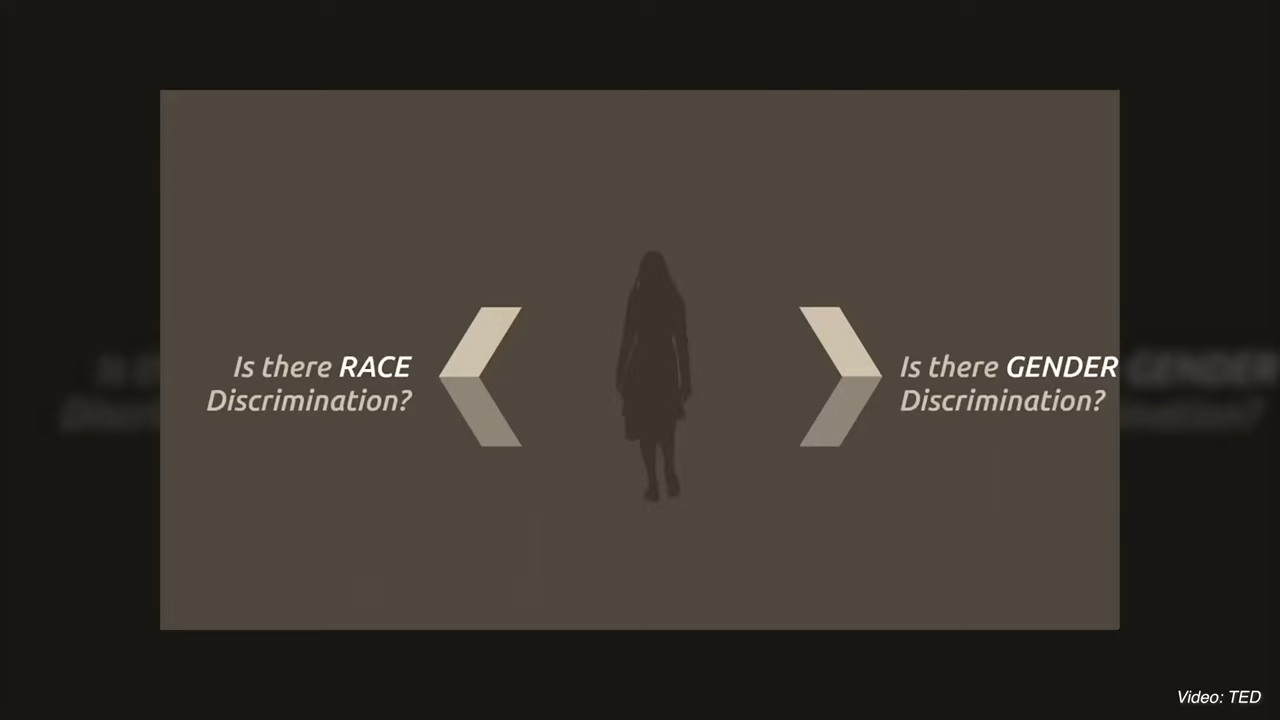 Is there RACE
Discrimination?
Is there GENDER
Discrimination?
Video: TED